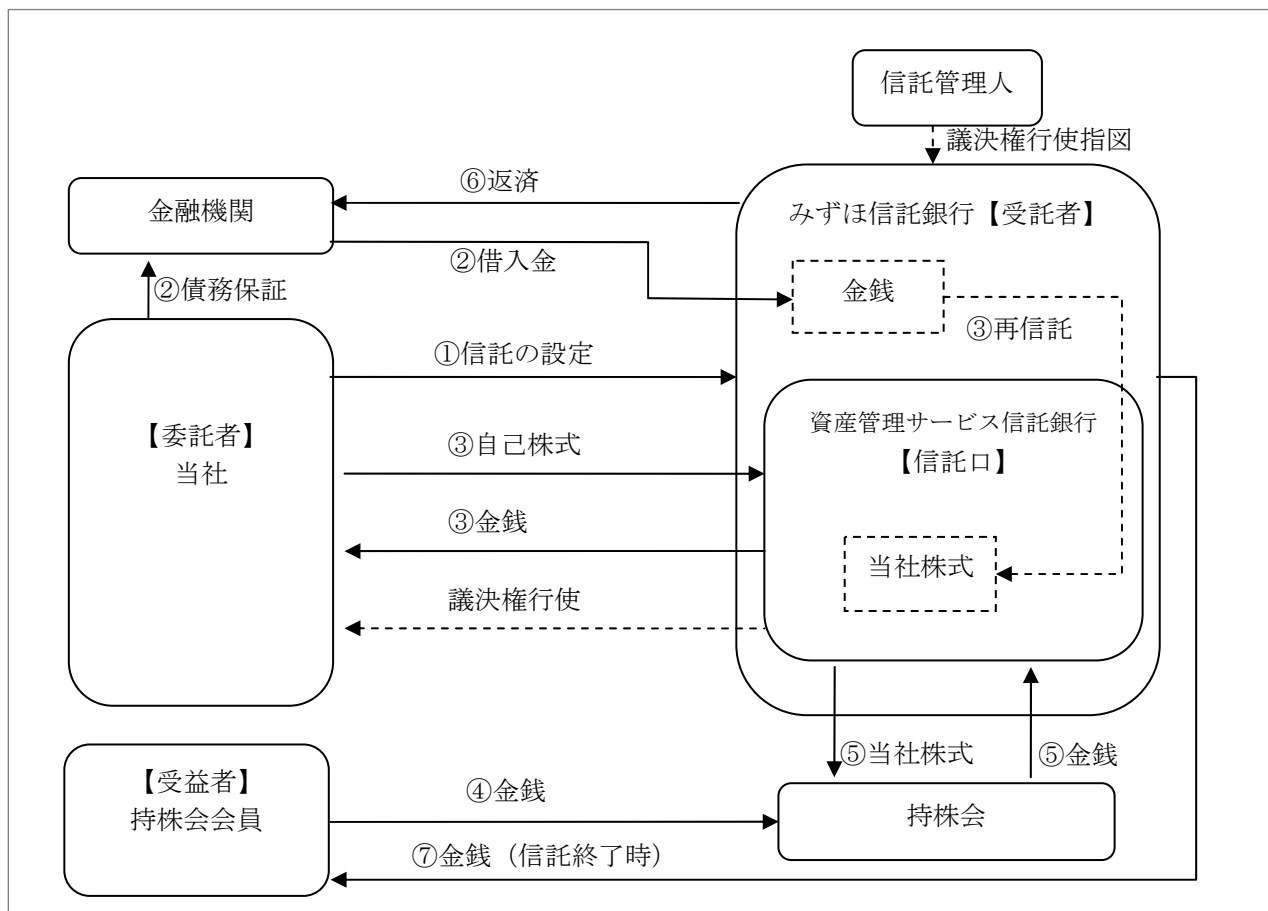 信託管理人
議決権行使指図
⑥返済
金融機関
みずほ信託銀行【受託者】
②借入金
②債務保証
金銭
③再信託
①信託の設定
資産管理サービス信託銀行
【信託口】
【委託者】
当社
③自己株式
③金銭
当社株式
議決権行使
⑤当社株式
⑤金銭
【受益者】
持株会会員
④金銭
持株会
⑦金銭（信託終了時）